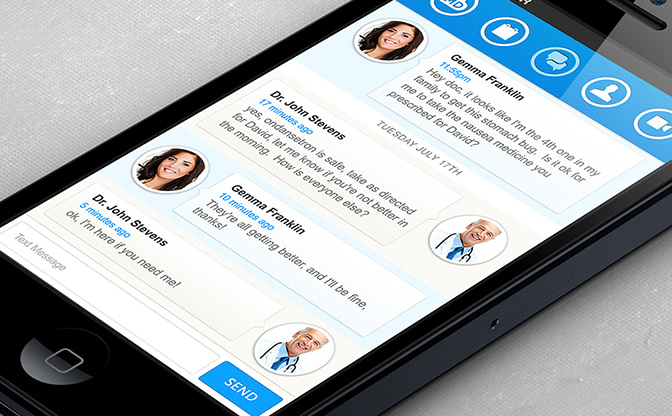 Gemma Franklin
11:55pm
Hey doc, it looks like I'm the 4th one in my
family to get this stomach bug. Is it ok for
me to take the nausea medicine you
prescribed for David?
TUESDAY JULY 17TH
Dr. John Stevens
17 minutes ago
yes, ondansetron is safe, take as directed
for David, let me know if you're not better in
the morning. How is everyone else?
Gemma Franklin
10 minutes ago
They're all getting better, and I'll be fine,
thanks!
Dr. John Stevens
5 minutes ago
ok, I'm here if you need me!
Text Message
SEND